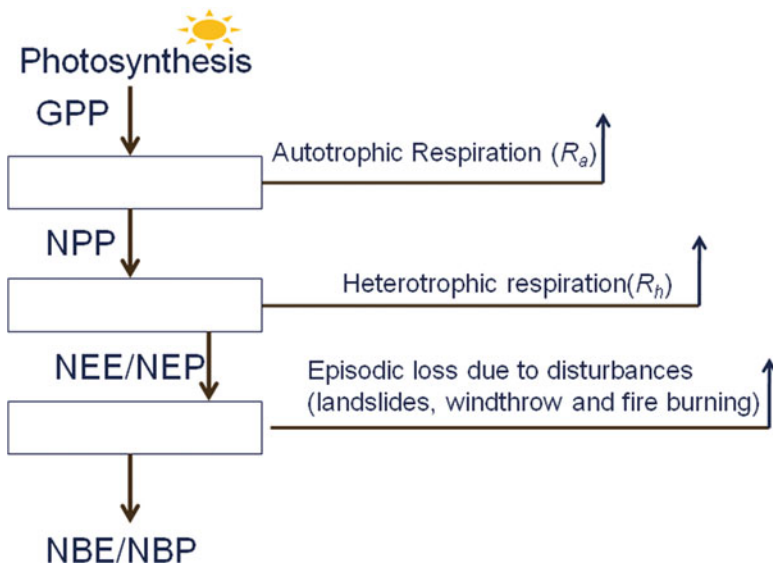 Photosynthesis
GPP
Autotrophic Respiration (Ra)
NPP
Heterotrophic respiration(Rh)
NEE/NEP
Episodic loss due to disturbances
(landslides, windthrow and fire burning)
NBE/NBP